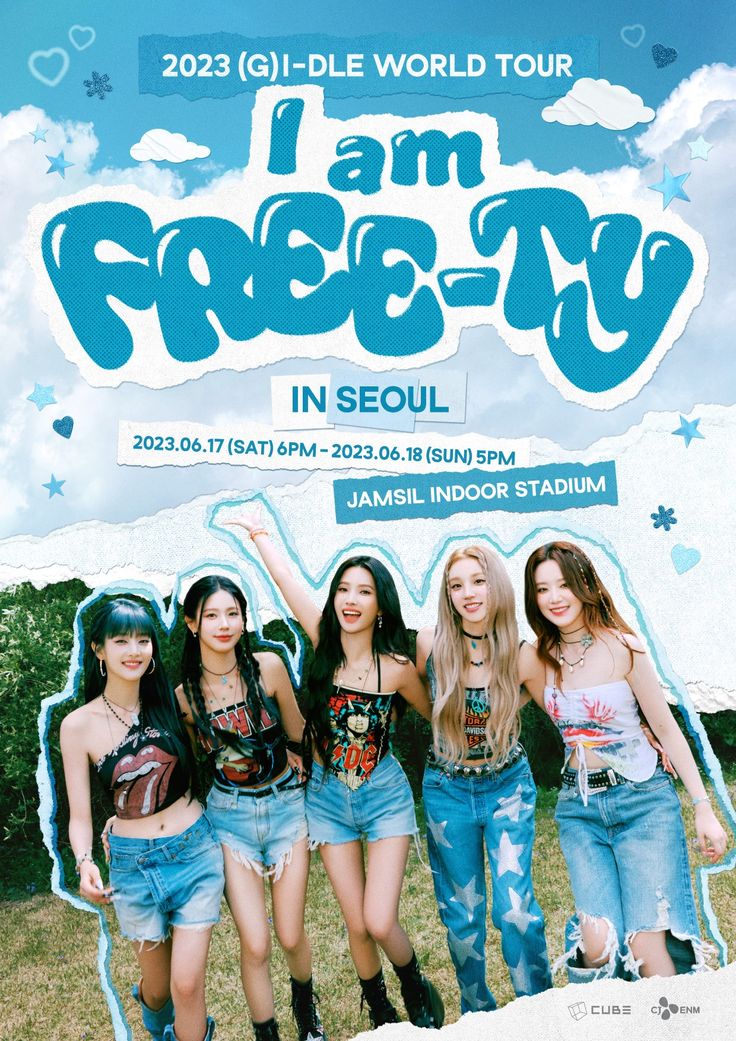 2023 (G)I-DLE WORLD TOUR
I am
FREE-TY
IN SEOUL
2023.06.17 (SAT) 6PM - 2023.06.18 (SUN) 5PM
JAMSIL INDOOR STADIUM
CUBE CJ ENM